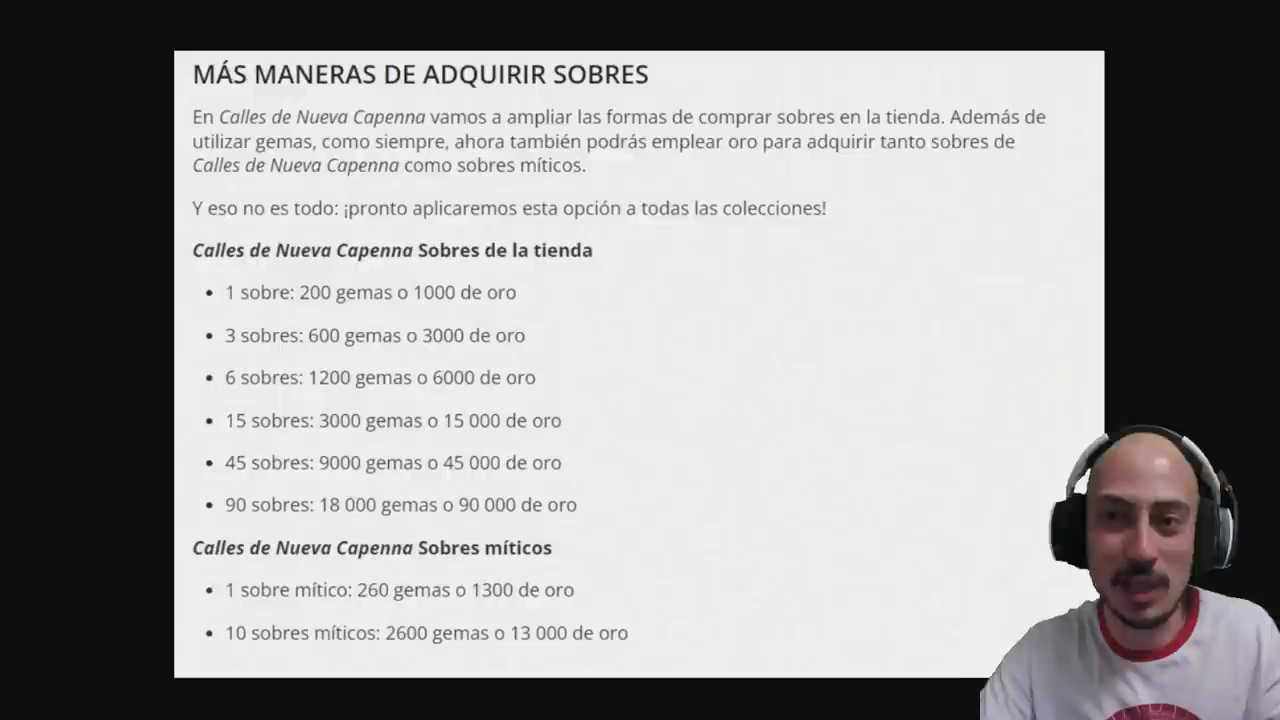 MÁS MANERAS DE ADQUIRIR SOBRES
En Calles de Nueva Capenna vamos a ampliar las formas de comprar sobres en la tienda. Además de
utilizar gemas, como siempre, ahora también podrás emplear oro para adquirir tanto sobres de
Calles de Nueva Capenna como sobres míticos.
Y eso no es todo: ¡pronto aplicaremos esta opción a todas las colecciones!
Calles de Nueva Capenna Sobres de la tienda
• 1 sobre: 200 gemas o 1000 de oro
• 3 sobres: 600 gemas o 3000 de oro
• 6 sobres: 1200 gemas o 6000 de oro
• 15 sobres: 3000 gemas o 15 000 de oro
• 45 sobres: 9000 gemas o 45 000 de oro
• 90 sobres: 18 000 gemas o 90 000 de oro
Calles de Nueva Capenna Sobres míticos
• 1 sobre mítico: 260 gemas o 1300 de oro
• 10 sobres míticos: 2600 gemas o 13 000 de oro